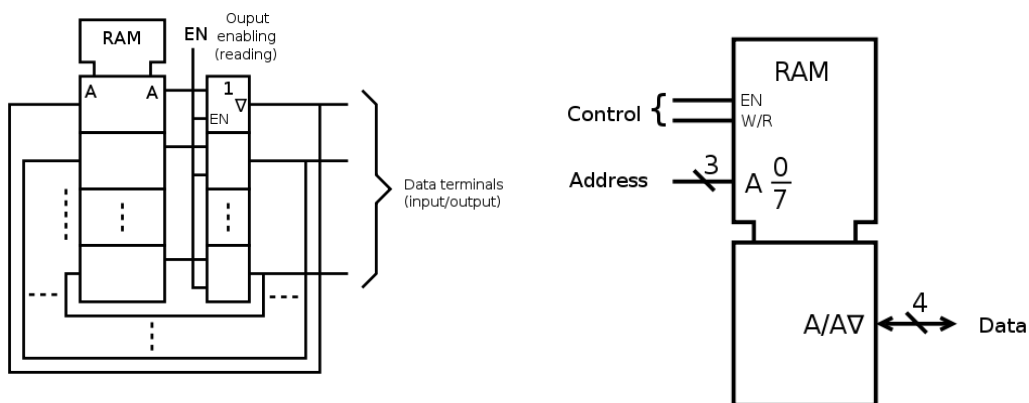 RAM
EN
Ouput
enabling
(reading)
A
A
1
∇
EN
Data terminals
(input/output)
RAM
Control {
EN
W/R
Address
3
A 0/7
A/A∇
4
Data